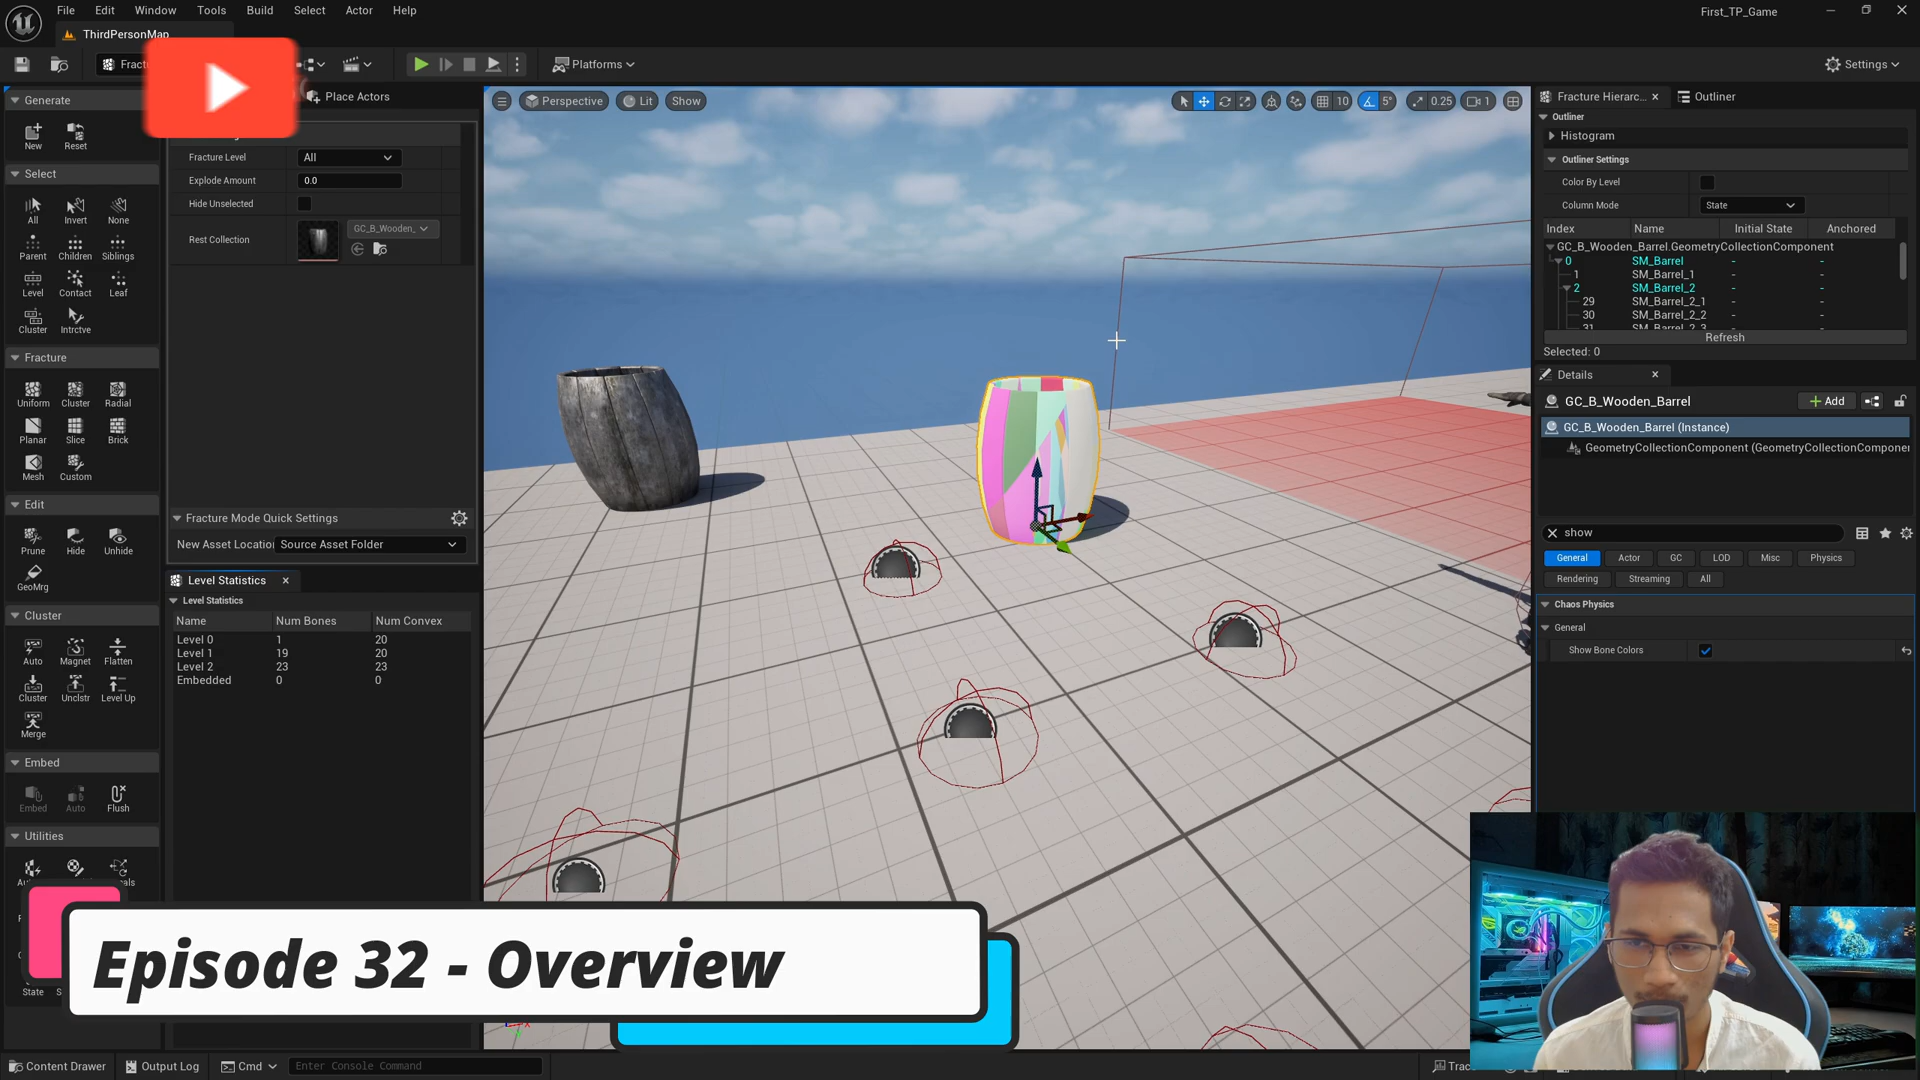 File Edit Window Tools Build Select Actor Help
First_TP_Game
ThirdPersonMap
Fract
Platforms
Settings
Generate
New Reset
Select
All Invert None
Parent Children Siblings
Level Contact Leaf
Cluster Intrctve
Fracture
Uniform Cluster Radial
Planar Slice Brick
Mesh Custom
Edit
Prune Hide Unhide
GeoMrg
Cluster
Auto Magnet Flatten
Cluster Unclstr Level Up
Merge
Embed
Embed Auto Flush
Utilities
State
Place Actors
Fracture Level All
Explode Amount 0.0
Hide Unselected
Rest Collection GC_B_Wooden_
Fracture Mode Quick Settings
New Asset Locatio Source Asset Folder
Level Statistics
Level Statistics
Name Num Bones Num Convex
Level 0 1 20
Level 1 19 20
Level 2 23 23
Embedded 0 0
Perspective Lit Show
10 5° 0.25 1
Fracture Hierarc... Outliner
Outliner
Histogram
Outliner Settings
Color By Level
Column Mode State
Index Name Initial State Anchored
GC_B_Wooden_Barrel.GeometryCollectionComponent
0 SM_Barrel - -
1 SM_Barrel_1 - -
2 SM_Barrel_2 - -
29 SM_Barrel_2_1 - -
30 SM_Barrel_2_2 - -
31 SM_Barrel_2_3 - -
Refresh
Selected: 0
Details
GC_B_Wooden_Barrel
Add
GC_B_Wooden_Barrel (Instance)
GeometryCollectionComponent (GeometryCollectionComponer
show
General Actor GC LOD Misc Physics
Rendering Streaming All
Chaos Physics
General
Show Bone Colors
Episode 32 - Overview
Content Drawer Output Log Cmd Enter Console Command
Trac